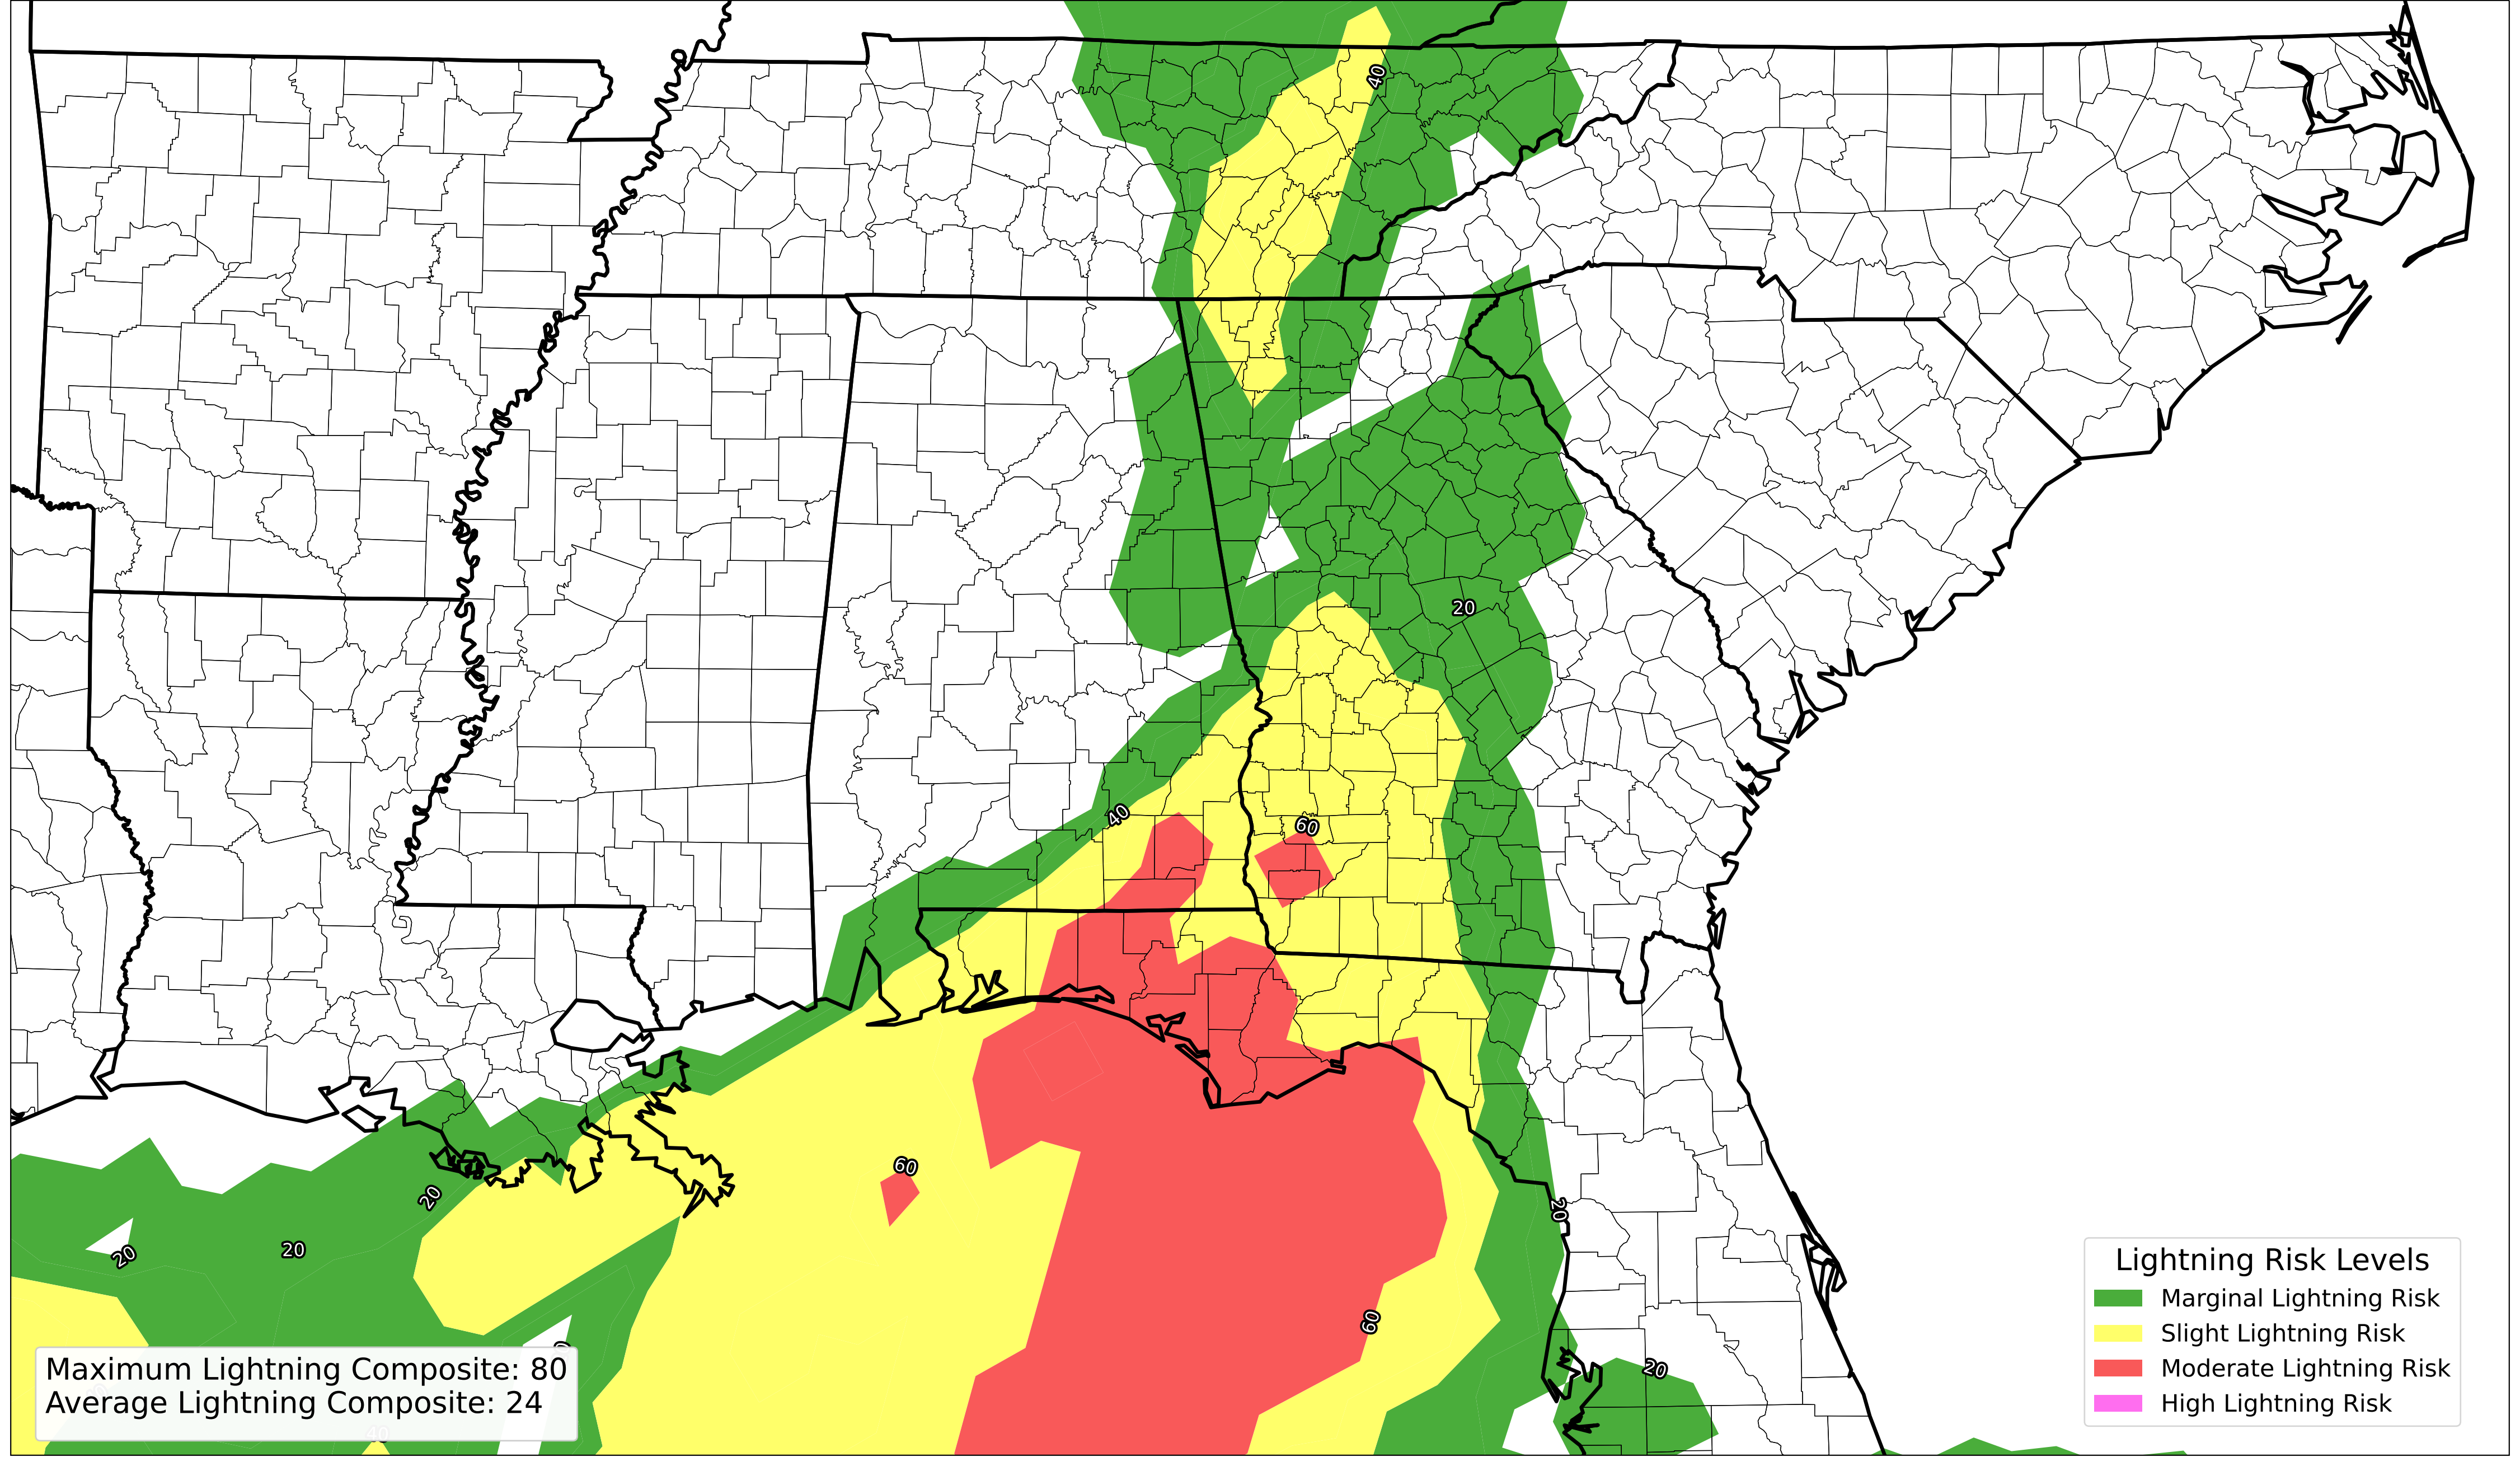 40
20
40
60
60
20
20
20
20
60
20
Lightning Risk Levels
Marginal Lightning Risk
Slight Lightning Risk
Moderate Lightning Risk
High Lightning Risk
Maximum Lightning Composite: 80
Average Lightning Composite: 24
40